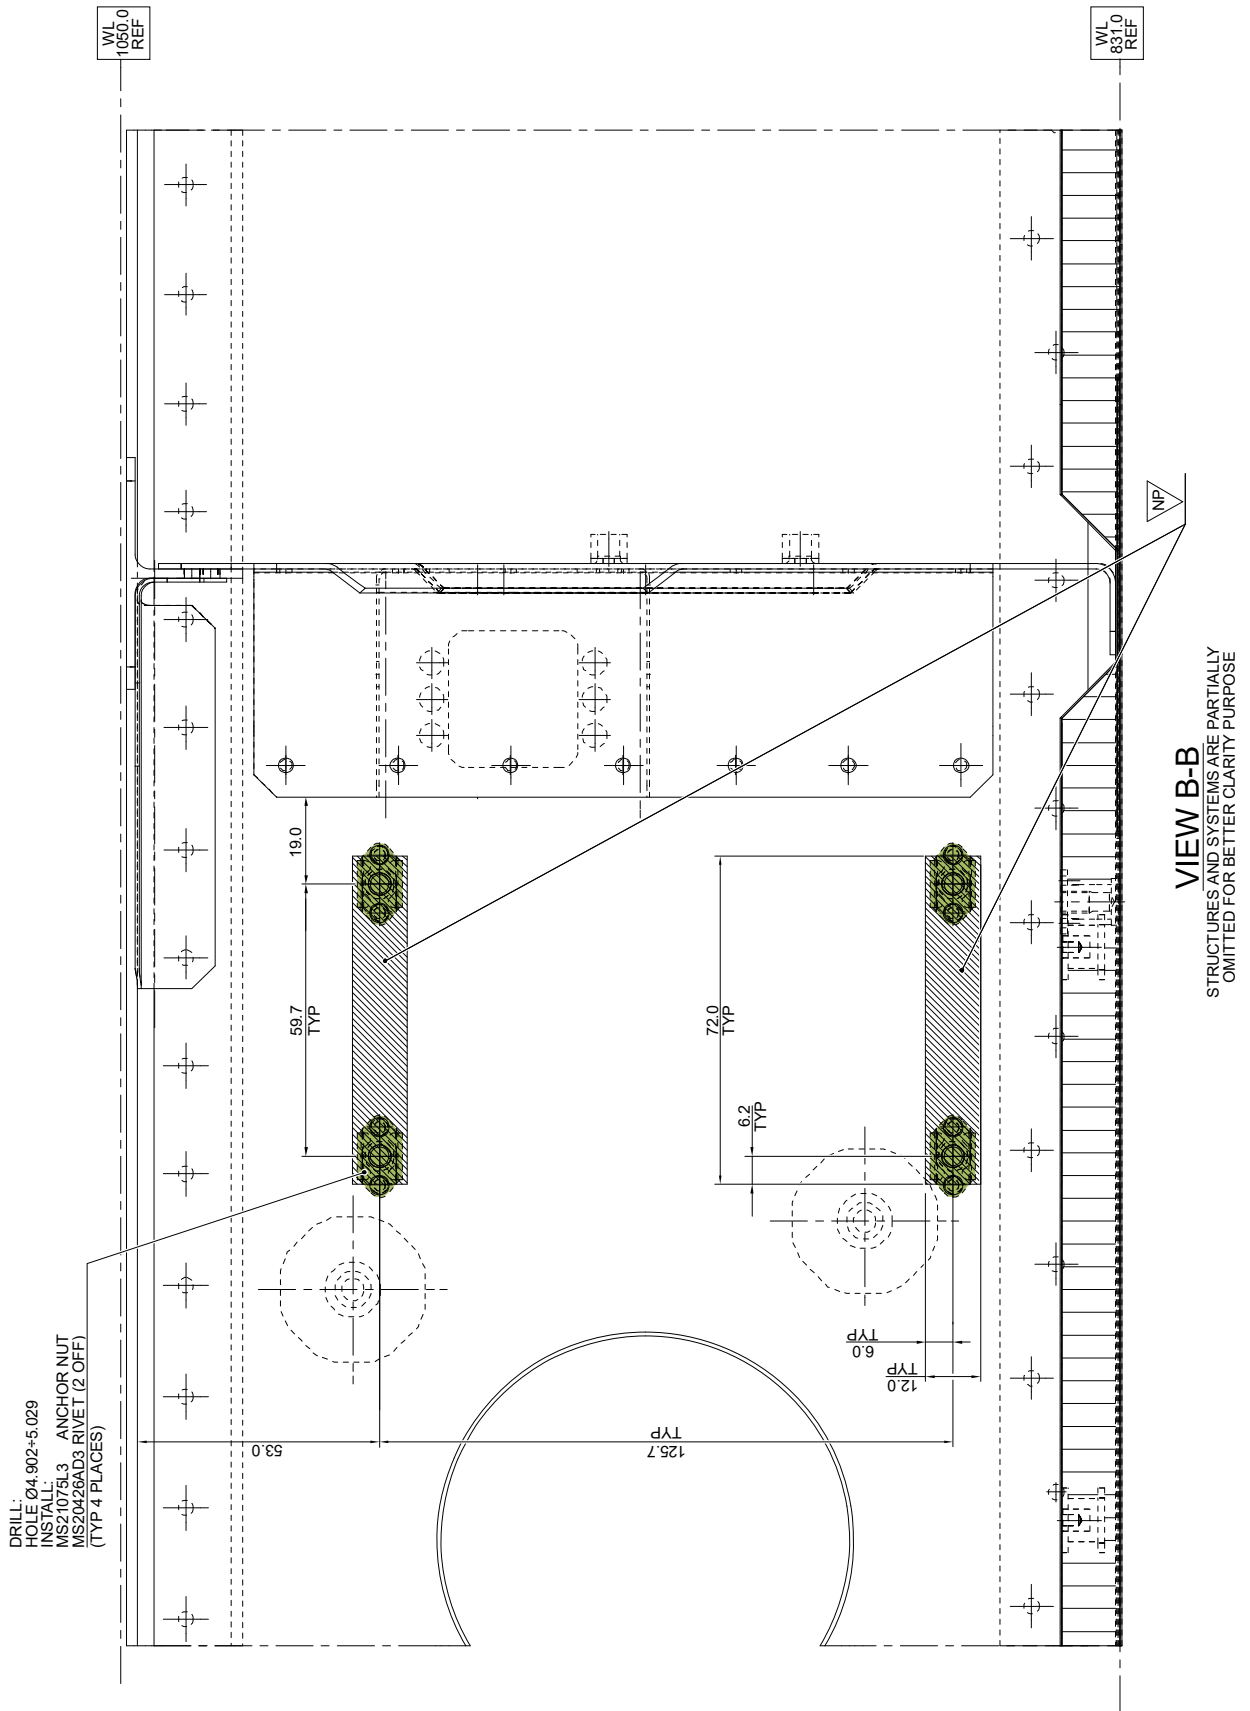 DRILL:
HOLE Ø4.902÷5.029
INSTALL:
MS21075L3 ANCHOR NUT
MS20426AD3 RIVET (2 OFF)
(TYP 4 PLACES)
WL
1050.0
REF
WL
831.0
REF
19.0
59.7
TYP
72.0
TYP
6.2
TYP
6.0
TYP
12.0
TYP
53.0
125.7
TYP
NP
VIEW B-B
STRUCTURES AND SYSTEMS ARE PARTIALLY
OMITTED FOR BETTER CLARITY PURPOSE